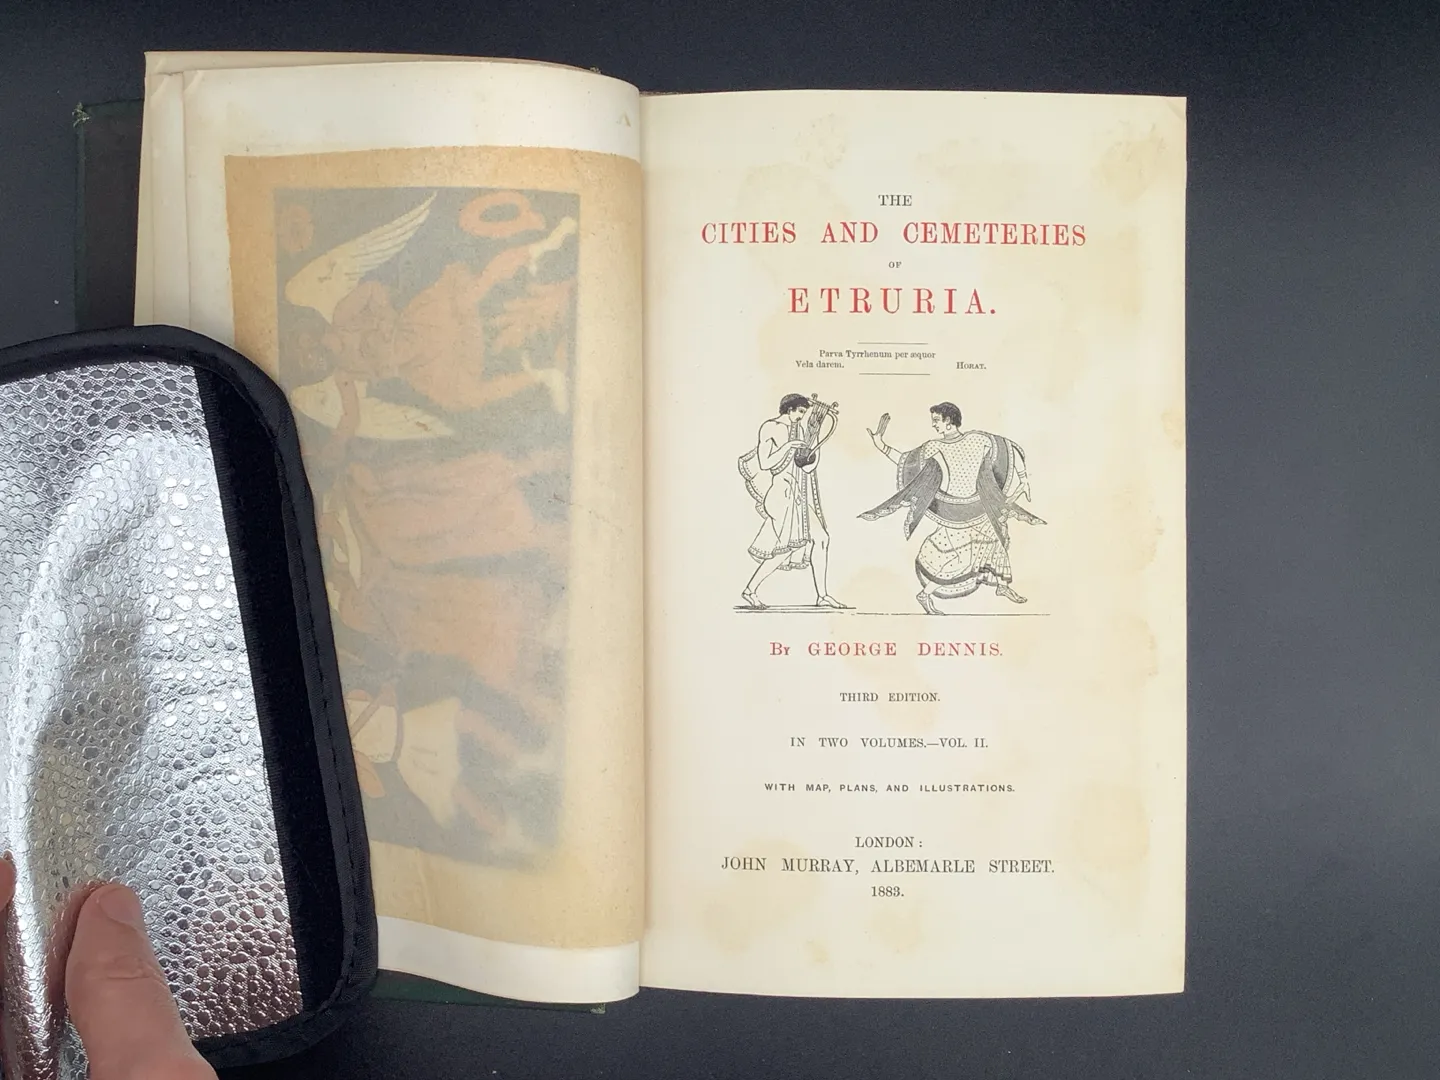 THE
CITIES AND CEMETERIES
OF
ETRURIA.
Parva Tyrrhenum per æquor
Vela darem. HORAT.
By GEORGE DENNIS.
THIRD EDITION.
IN TWO VOLUMES.—VOL. II.
WITH MAP, PLANS, AND ILLUSTRATIONS.
LONDON:
JOHN MURRAY, ALBEMARLE STREET.
1883.